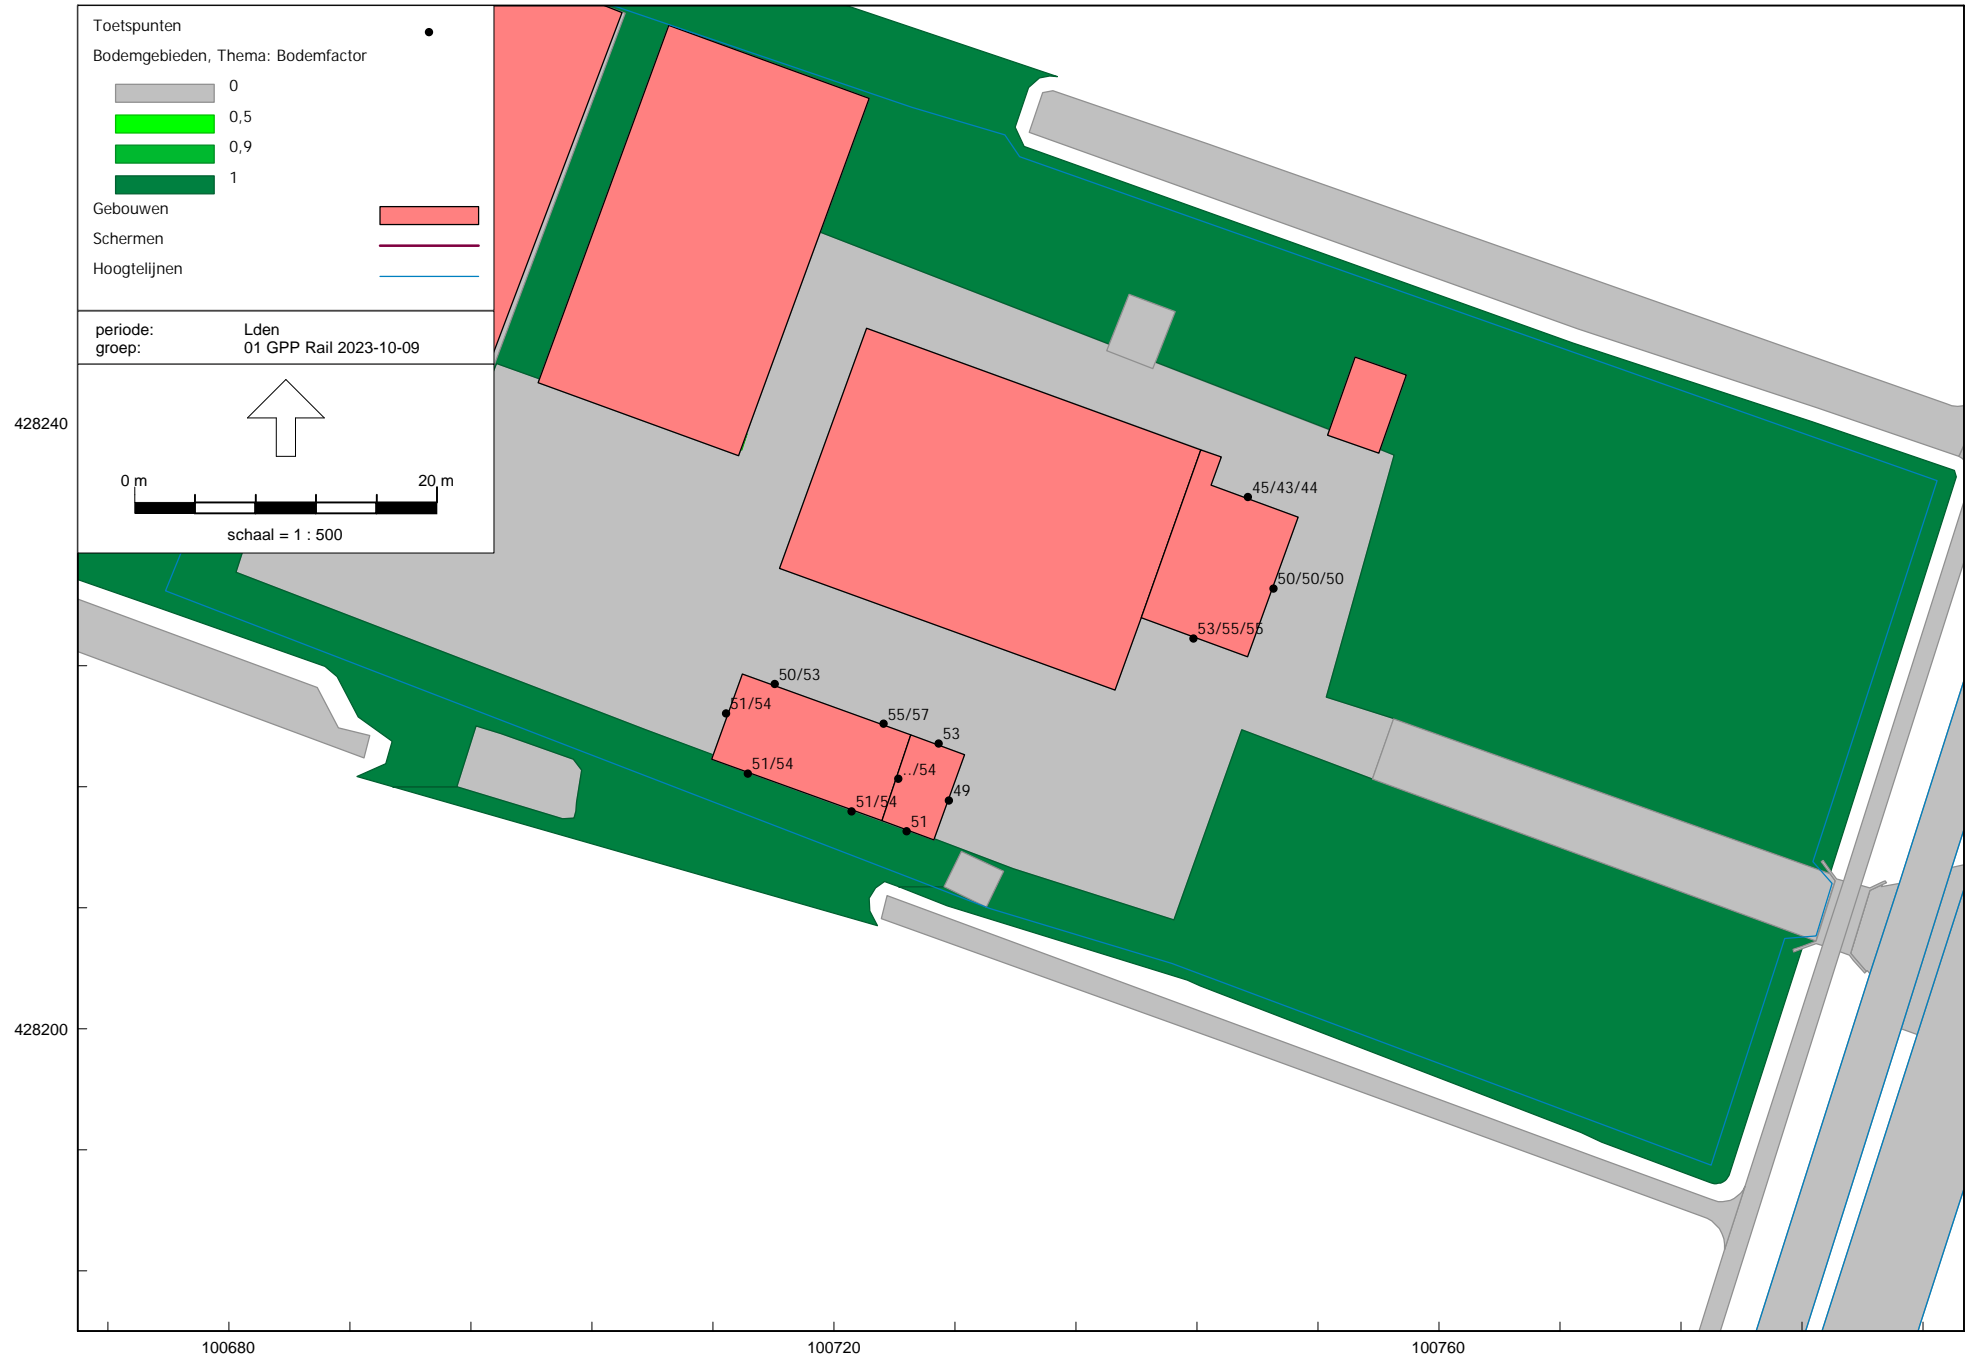 Toetspunten
Bodemgebieden, Thema: Bodemfactor
0
0,5
0,9
1
Gebouwen
Schermen
Hoogtelijnen
periode: Lden
groep: 01 GPP Rail 2023-10-09
0 m 20 m
schaal = 1 : 500
428240
428200
45/43/44
50/50/50
53/55/55
50/53
51/54
55/57
53
51/54
../54
49
51/54
51
100680 100720 100760